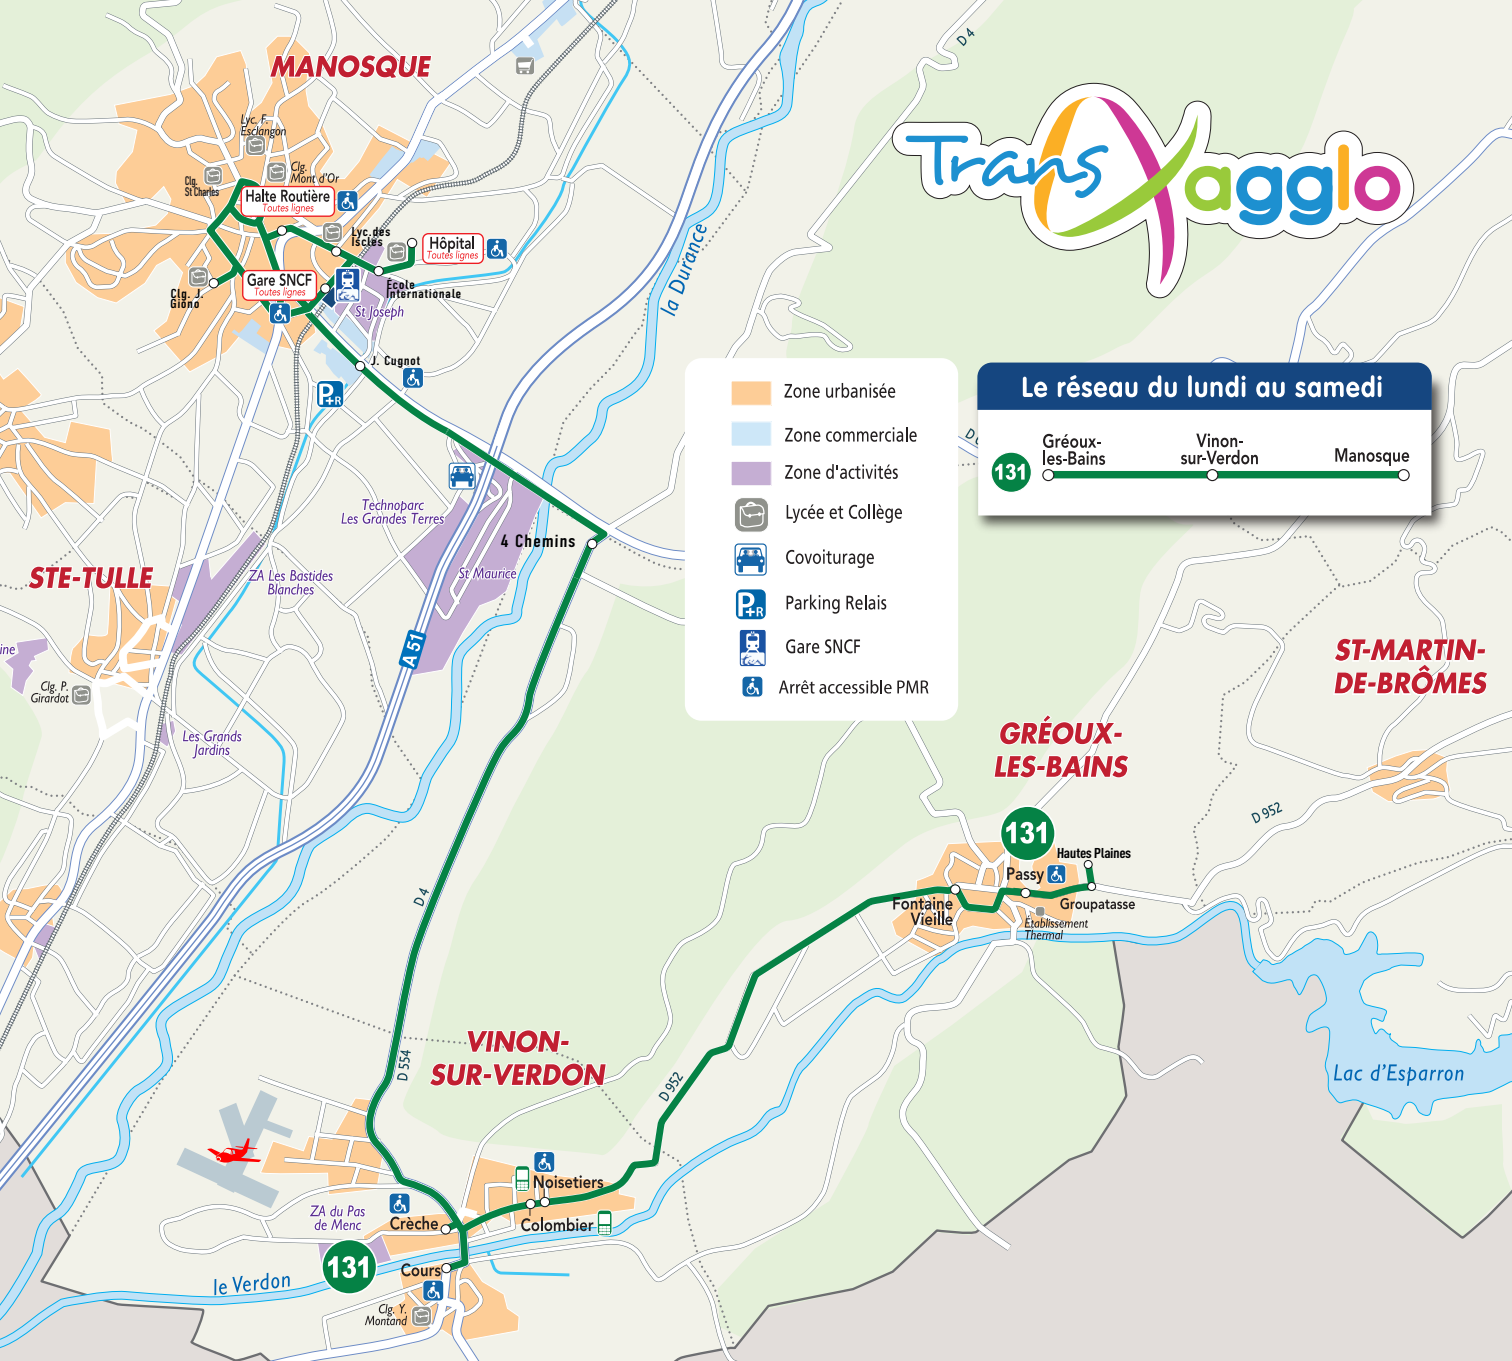 MANOSQUE
D 4
Lyc. F.
Esclangon
Clg.
Mont d'Or
Clg.
St Charles
Halte Routière
Toutes lignes
Lyc. des
Iscles
Hôpital
Toutes lignes
Gare SNCF
Toutes lignes
École
Internationale
Clg. J.
Giono
St Joseph
J. Cugnot
P+R
la Durance
Trans agglo
Zone urbanisée
Zone commerciale
Zone d'activités
Lycée et Collège
Covoiturage
P+R
Parking Relais
Gare SNCF
Arrêt accessible PMR
Le réseau du lundi au samedi
131
Gréoux-
les-Bains
Vinon-
sur-Verdon
Manosque
Technoparc
Les Grandes Terres
4 Chemins
St Maurice
STE-TULLE
ZA Les Bastides
Blanches
A 51
Clg. P.
Girardot
Les Grands
Jardins
ST-MARTIN-
DE-BRÔMES
GRÉOUX-
LES-BAINS
D 952
131
Hautes Plaines
Passy
Groupatasse
Fontaine
Vieille
Établissement
Thermal
D 4
VINON-
SUR-VERDON
D 554
D 952
Lac d'Esparron
Noisetiers
Colombier
ZA du Pas
de Menc
Crèche
131
Cours
le Verdon
Clg. Y.
Montand